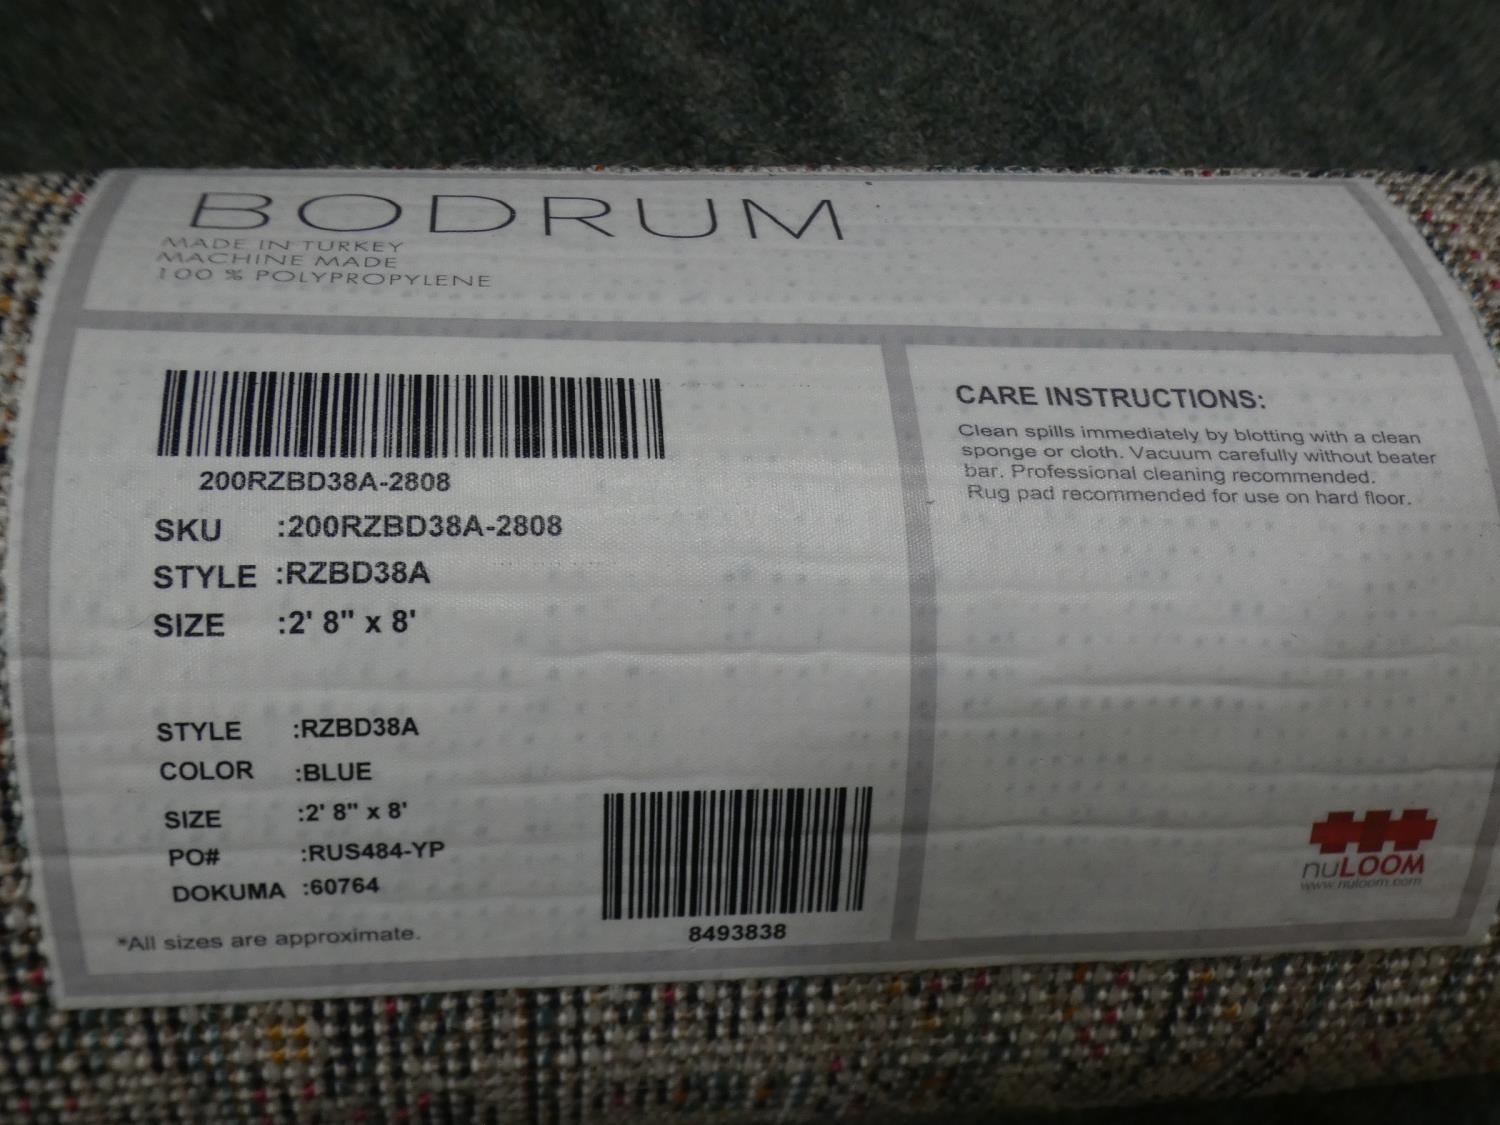 BODRUM
MADE IN TURKEY
MACHINE MADE
100 % POLYPROPYLENE
200RZBD38A-2808
SKU :200RZBD38A-2808
STYLE :RZBD38A
SIZE :2' 8" x 8'
STYLE :RZBD38A
COLOR :BLUE
SIZE :2' 8" x 8'
PO# :RUS484-YP
DOKUMA :60764
*All sizes are approximate.
8493838
CARE INSTRUCTIONS:
Clean spills immediately by blotting with a clean
sponge or cloth. Vacuum carefully without beater
bar. Professional cleaning recommended.
Rug pad recommended for use on hard floor.
nuLOOM
www.nuloom.com